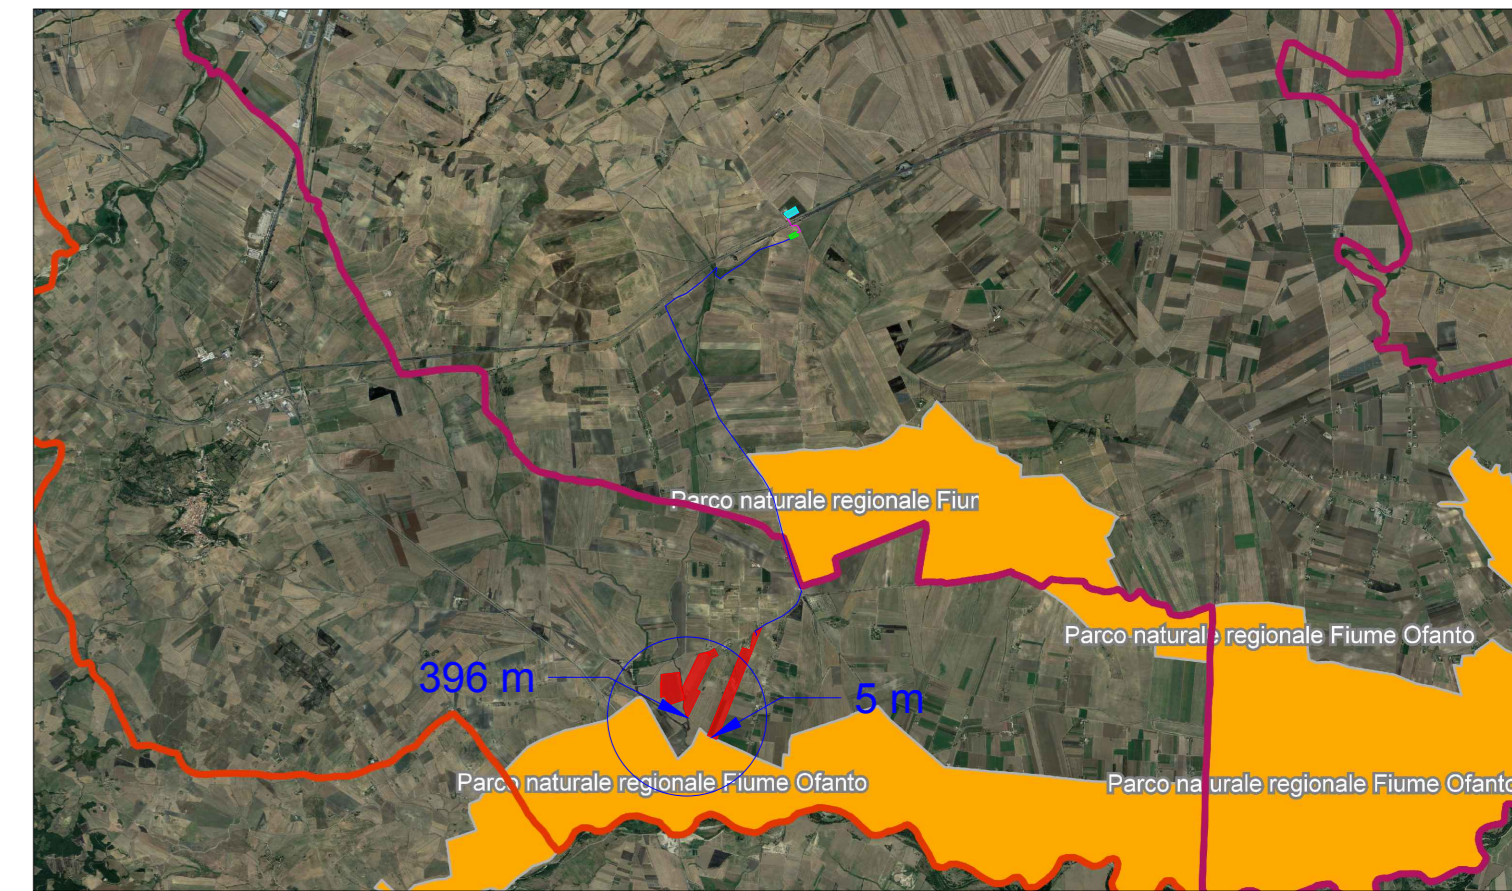 Parco naturale regionale Fiur
Parco naturale regionale Fiume Ofanto
396 m
5 m
Parco naturale regionale Fiume Ofanto
Parco naturale regionale Fiume Ofanto